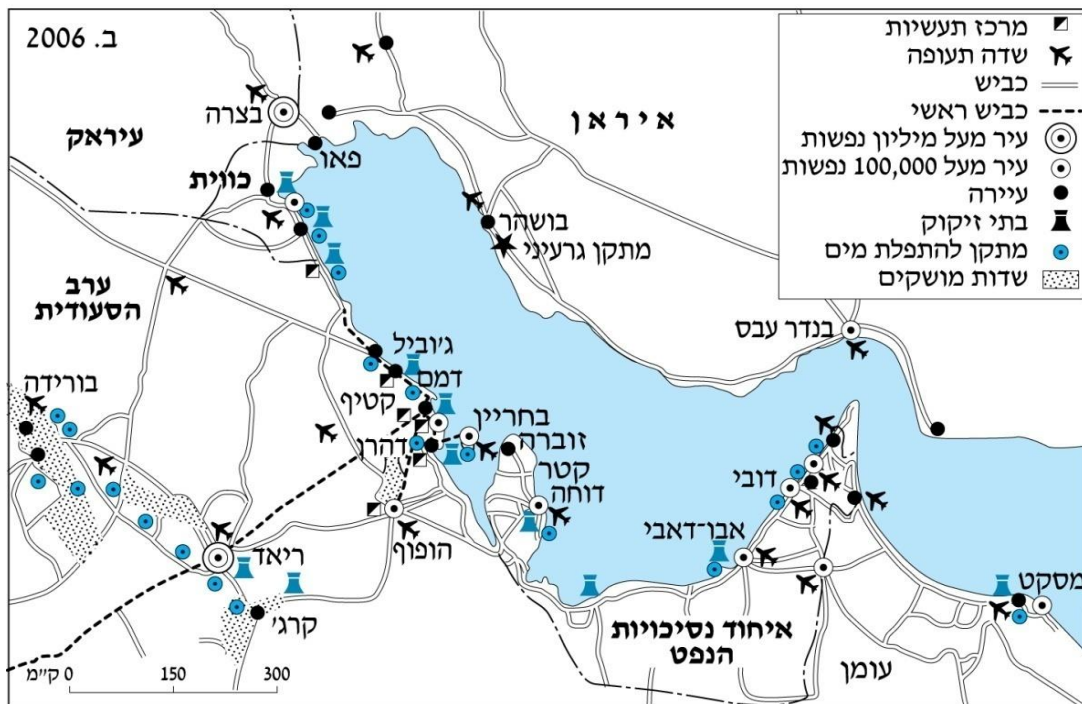 ב. 2006
מרכז תעשיות
שדה תעופה
כביש
כביש ראשי
עיר מעל מיליון נפשות
עיר מעל 100,000 נפשות
עיירה
בתי זיקוק
מתקן להתפלת מים
שדות מושקים
איראן
בצרה
עיראק
פאו
כווית
בושהר
מתקן גרעיני
ערב
הסעודית
בנדר עבס
ג'וביל
דמם
בורידה
קטיף
בחריין
זוברה
דהרן
קטר
דובי
דוחה
אבו-דאבי
הופוף
ריאד
מסקט
קרג'
איחוד נסיכויות
הנפט
עומן
0 150 300 ק"מ